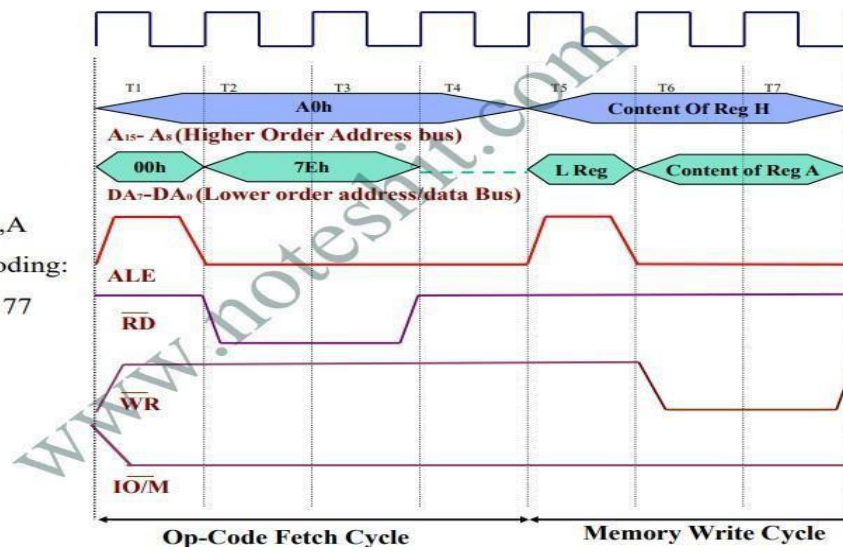 T1 T2 T3 T4 T5 T6 T7
A0h Content Of Reg H
A₁₅- A₈ (Higher Order Address bus)
00h 7Eh L Reg Content of Reg A
DA₇-DA₀ (Lower order address/data Bus)
,A
oding:
77
ALE
RD
WR
IO/M
Op-Code Fetch Cycle Memory Write Cycle
www.noteshit.com